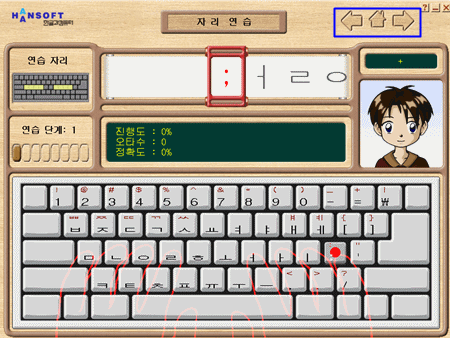 HANSOFT
한글과컴퓨터
자리 연습
? _ ×
연습 자리
; ㅓ ㄹ ㅇ
+
연습 단계: 1
진행도 : 0%
오타수 : 0
정확도 : 0%
! @ # $ % ^ & * ( ) _ +
1 2 3 4 5 6 7 8 9 0 - = ₩
ㅃ ㅉ ㄸ ㄲ ㅆ ㅒ ㅖ { }
ㅂ ㅈ ㄷ ㄱ ㅅ ㅛ ㅕ ㅑ ㅐ ㅔ [ ]
ㅁ ㄴ ㅇ ㄹ ㅎ ㅗ ㅓ ㅏ ㅣ " '
< > ?
ㅋ ㅌ ㅊ ㅍ ㅠ ㅜ ㅡ , . /